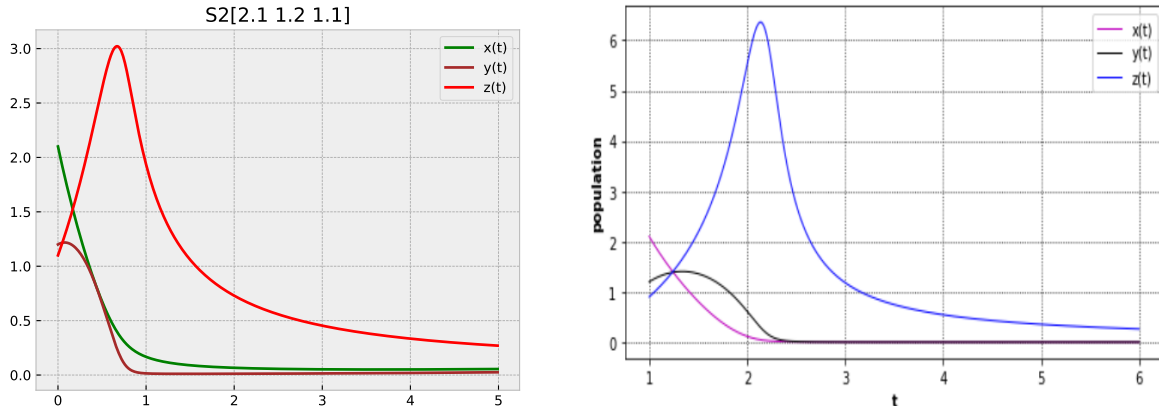 S2[2.1 1.2 1.1]
3.0
2.5
2.0
1.5
1.0
0.5
0.0
0 1 2 3 4 5
x(t)
y(t)
z(t)
population
6
5
4
3
2
1
0
1 2 3 4 5 6
t
x(t)
y(t)
z(t)